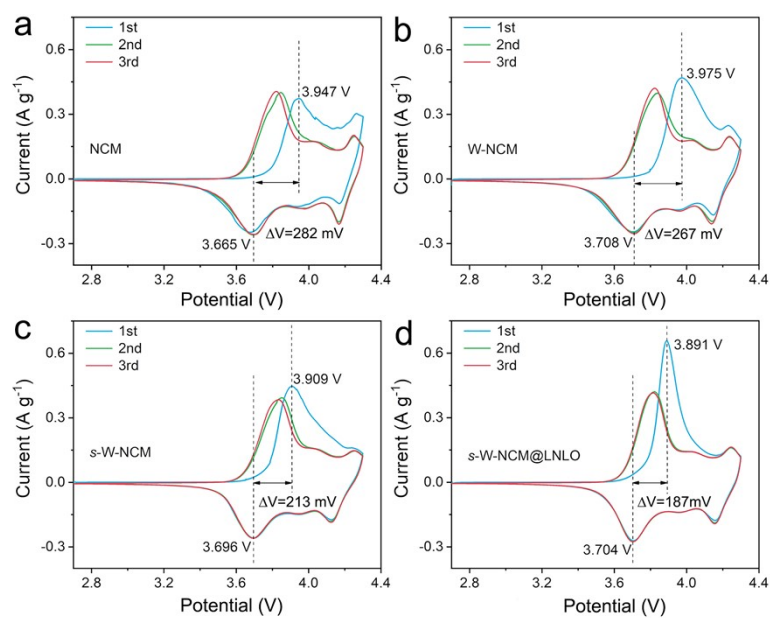 a
1st
2nd
3rd
3.947 V
NCM
ΔV=282 mV
3.665 V
Current (A g⁻¹)
0.6
0.3
0.0
-0.3
2.8
3.2
3.6
4.0
4.4
Potential (V)
b
1st
2nd
3rd
3.975 V
W-NCM
ΔV=267 mV
3.708 V
Current (A g⁻¹)
0.6
0.3
0.0
-0.3
2.8
3.2
3.6
4.0
4.4
Potential (V)
c
1st
2nd
3rd
3.909 V
s-W-NCM
ΔV=213 mV
3.696 V
Current (A g⁻¹)
0.6
0.3
0.0
-0.3
2.8
3.2
3.6
4.0
4.4
Potential (V)
d
1st
2nd
3rd
3.891 V
s-W-NCM@LNLO
ΔV=187mV
3.704 V
Current (A g⁻¹)
0.6
0.3
0.0
-0.3
2.8
3.2
3.6
4.0
4.4
Potential (V)